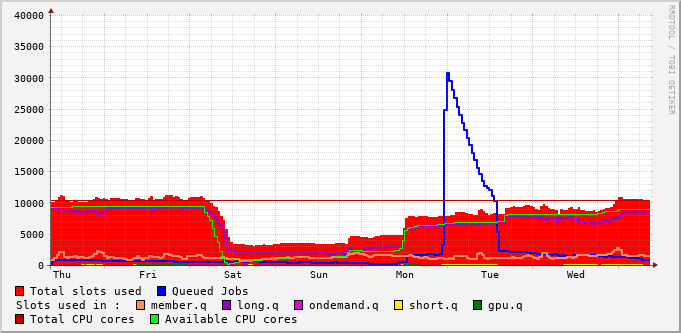 40000
35000
30000
25000
20000
15000
10000
5000
0
Thu Fri Sat Sun Mon Tue Wed
RRDTOOL / TOBI OETIKER
Total slots used Queued Jobs
Slots used in : member.q long.q ondemand.q short.q gpu.q
Total CPU cores Available CPU cores